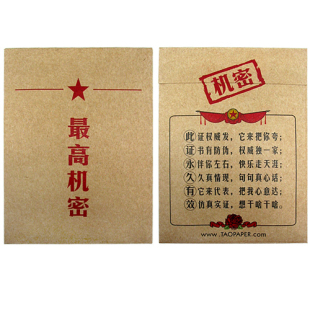 最高机密
机密
此证权威发，它来把你夸；
证书有防伪，权威独一家；
永伴你左右，快乐走天涯；
久久真情现，句句真心话；
有它来代表，把我心意达；
效仿真实证，想干啥干啥。
www.TAOPAPER.com